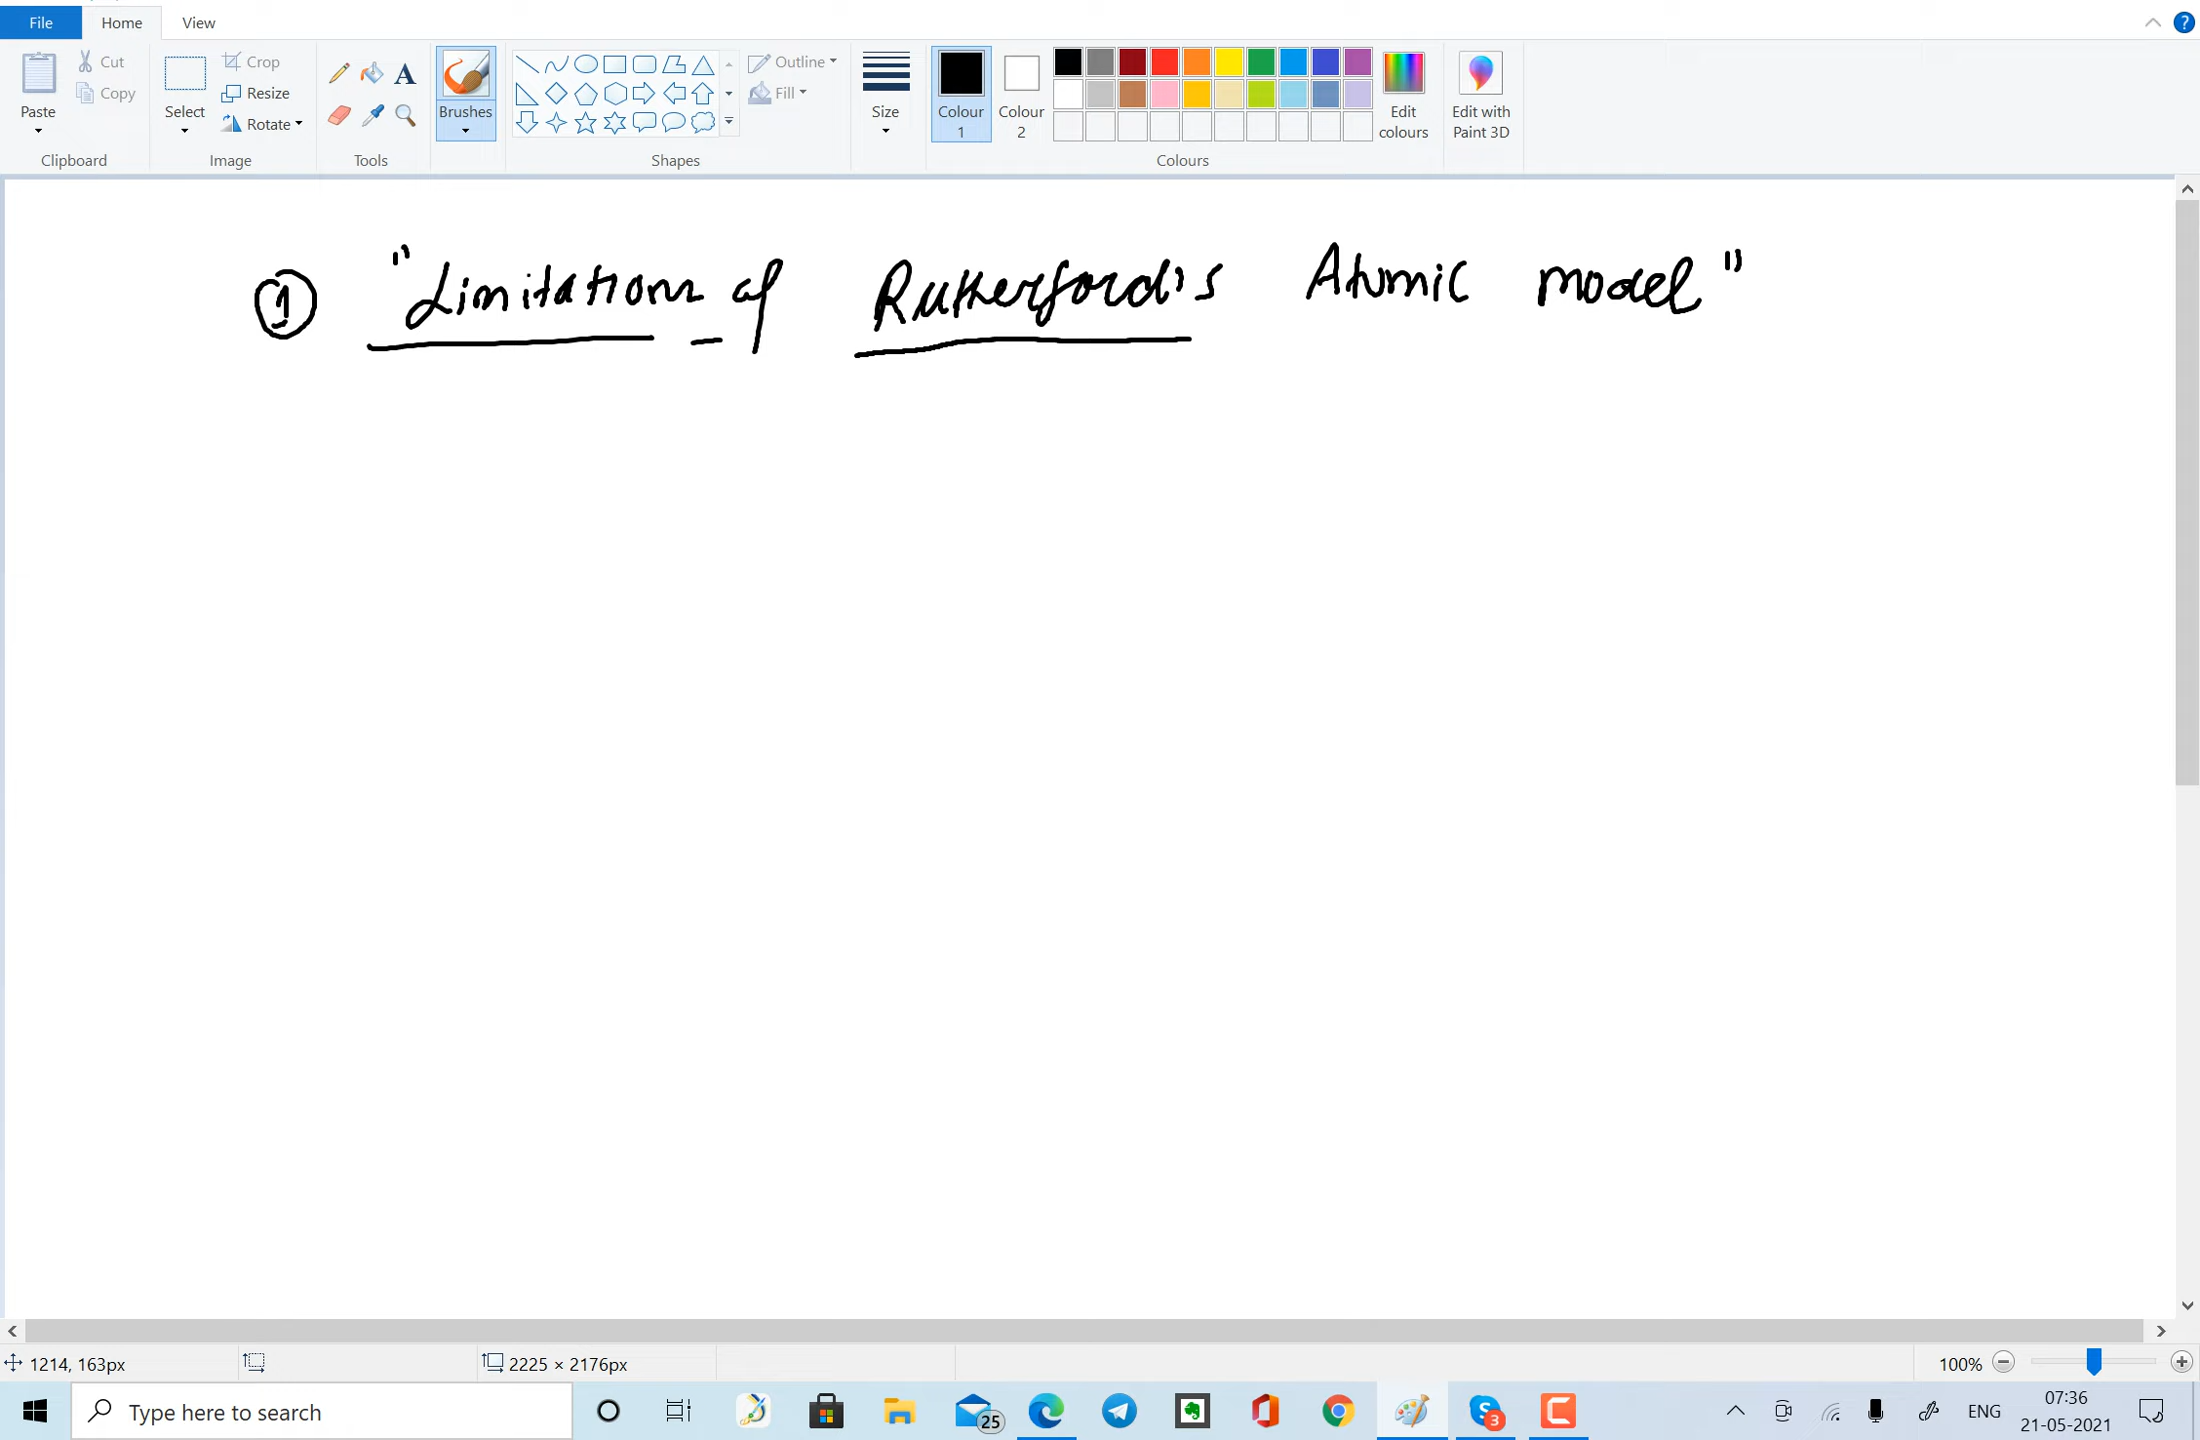 File Home View
Paste Cut Copy Select Crop Resize Rotate Brushes Outline Fill Size Colour 1 Colour 2 Edit colours Edit with Paint 3D
A
Clipboard Image Tools Shapes Colours
① "Limitations of Rutherford's Atomic model"
1214, 163px 2225 × 2176px 100%
Type here to search 25 3 ENG 07:36
21-05-2021